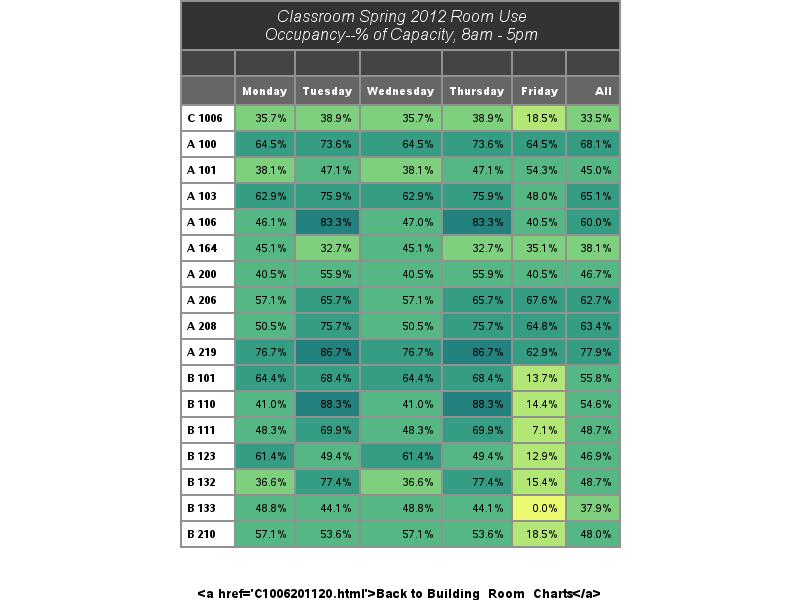 Classroom Spring 2012 Room Use
Occupancy--% of Capacity, 8am - 5pm
Monday Tuesday Wednesday Thursday Friday All
C 1006 35.7% 38.9% 35.7% 38.9% 18.5% 33.5%
A 100 64.5% 73.6% 64.5% 73.6% 64.5% 68.1%
A 101 38.1% 47.1% 38.1% 47.1% 54.3% 45.0%
A 103 62.9% 75.9% 62.9% 75.9% 48.0% 65.1%
A 106 46.1% 83.3% 47.0% 83.3% 40.5% 60.0%
A 164 45.1% 32.7% 45.1% 32.7% 35.1% 38.1%
A 200 40.5% 55.9% 40.5% 55.9% 40.5% 46.7%
A 206 57.1% 65.7% 57.1% 65.7% 67.6% 62.7%
A 208 50.5% 75.7% 50.5% 75.7% 64.8% 63.4%
A 219 76.7% 86.7% 76.7% 86.7% 62.9% 77.9%
B 101 64.4% 68.4% 64.4% 68.4% 13.7% 55.8%
B 110 41.0% 88.3% 41.0% 88.3% 14.4% 54.6%
B 111 48.3% 69.9% 48.3% 69.9% 7.1% 48.7%
B 123 61.4% 49.4% 61.4% 49.4% 12.9% 46.9%
B 132 36.6% 77.4% 36.6% 77.4% 15.4% 48.7%
B 133 48.8% 44.1% 48.8% 44.1% 0.0% 37.9%
B 210 57.1% 53.6% 57.1% 53.6% 18.5% 48.0%
<a href='C1006201120.html'>Back to Building Room Charts</a>